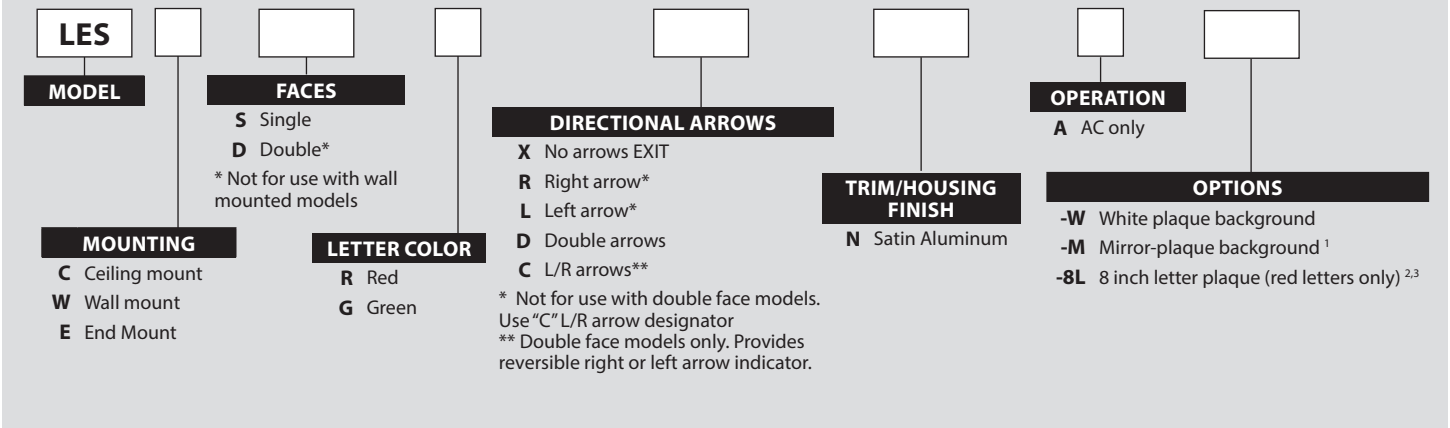 LES
MODEL
MOUNTING
C Ceiling mount
W Wall mount
E End Mount
FACES
S Single
D Double*
* Not for use with wall
mounted models
LETTER COLOR
R Red
G Green
DIRECTIONAL ARROWS
X No arrows EXIT
R Right arrow*
L Left arrow*
D Double arrows
C L/R arrows**
* Not for use with double face models.
Use "C" L/R arrow designator
** Double face models only. Provides
reversible right or left arrow indicator.
TRIM/HOUSING
FINISH
N Satin Aluminum
OPERATION
A AC only
OPTIONS
-W White plaque background
-M Mirror-plaque background 1
-8L 8 inch letter plaque (red letters only) 2,3